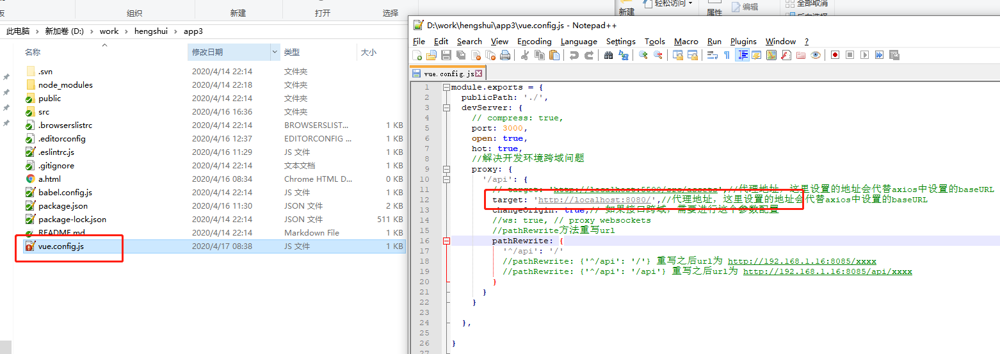 板
组织
新建
打开
选择
新建
轻松访问
属性
编辑
全部取消
反向选择
此电脑 > 新加卷 (D:) > work > hengshui > app3
名称 修改日期 类型 大小
.svn 2020/4/14 22:14 文件夹
node_modules 2020/4/14 22:18 文件夹
public 2020/4/14 22:14 文件夹
src 2020/4/16 16:36 文件夹
.browserslistrc 2020/4/14 22:14 BROWSERSLIST... 1 KB
.editorconfig 2020/4/16 12:37 EDITORCONFIG ... 1 KB
.eslintrc.js 2020/4/16 11:29 JS 文件 1 KB
.gitignore 2020/4/14 22:14 文本文档 1 KB
a.html 2020/4/16 08:34 Chrome HTML D... 0 KB
babel.config.js 2020/4/14 22:14 JS 文件 1 KB
package.json 2020/4/16 11:30 JSON 文件 2 KB
package-lock.json 2020/4/14 22:14 JSON 文件 511 KB
README.md 2020/4/14 22:14 Markdown File 1 KB
vue.config.js 2020/4/17 08:38 JS 文件 1 KB
D:\work\hengshui\app3\vue.config.js - Notepad++
File Edit Search View Encoding Language Settings Tools Macro Run Plugins Window ?
vue.config.js
1 module.exports = {
2 publicPath: './',
3 devServer: {
4 // compress: true,
5 port: 3000,
6 open: true,
7 hot: true,
8 //解决开发环境跨域问题
9 proxy: {
10 '/api': {
11 // target: 'http://localhost:5500/src/assets',//代理地址，这里设置的地址会代替axios中设置的baseURL
12 target: 'http://localhost:8080/',//代理地址，这里设置的地址会代替axios中设置的baseURL
13 changeOrigin: true,// 如果接口跨域，需要进行这个参数配置
14 //ws: true, // proxy websockets
15 //pathRewrite方法重写url
16 pathRewrite: {
17 '^/api': '/'
18 //pathRewrite: {'^/api': '/'} 重写之后url为 http://192.168.1.16:8085/xxxx
19 //pathRewrite: {'^/api': '/api'} 重写之后url为 http://192.168.1.16:8085/api/xxxx
20 }
21 }
22 }
23
24 },
25
26 }
27